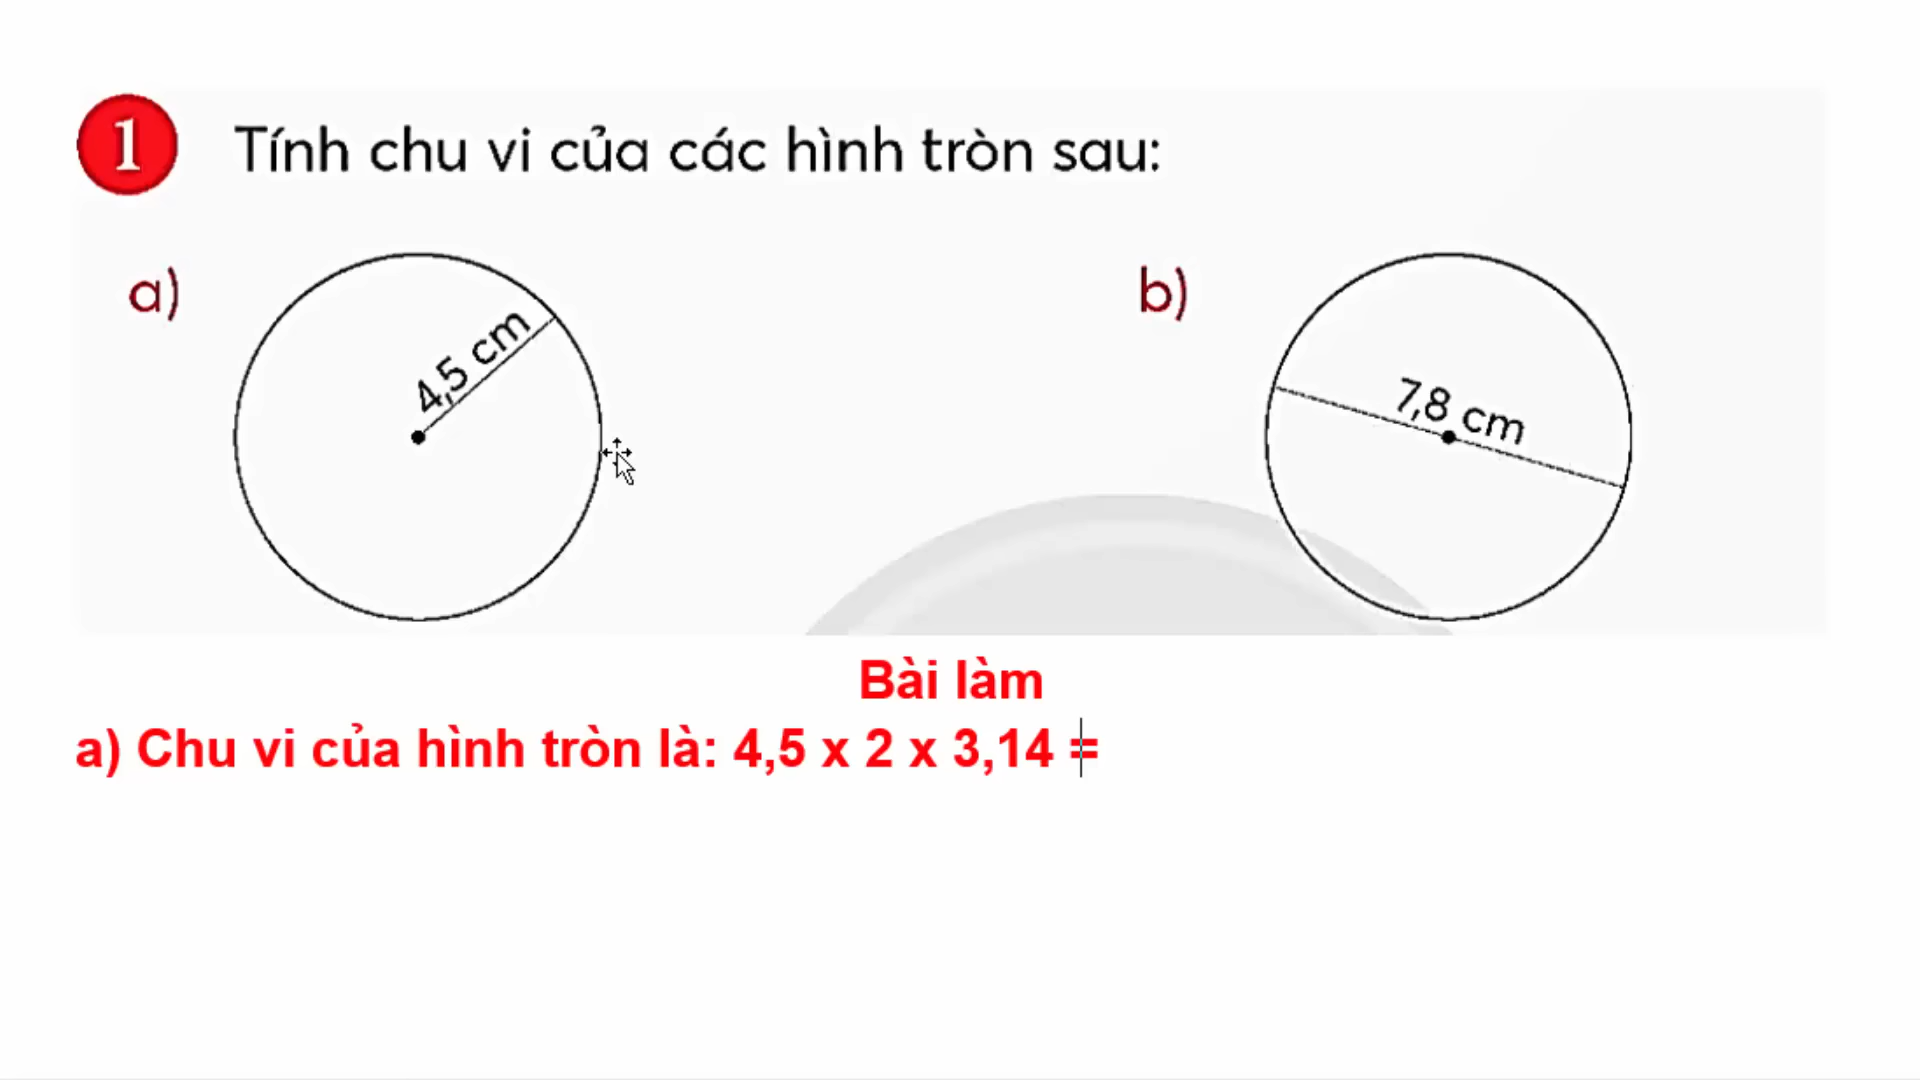 1 Tính chu vi của các hình tròn sau:
a)
4,5 cm
b)
7,8 cm
Bài làm
a) Chu vi của hình tròn là: 4,5 x 2 x 3,14 =